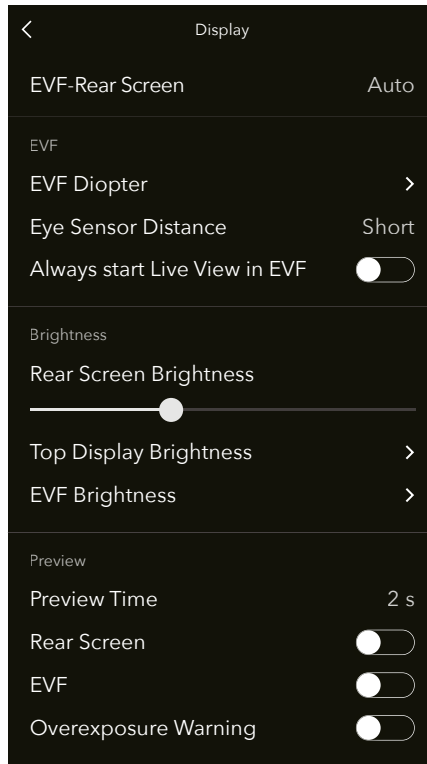 Display
EVF-Rear Screen Auto
EVF
EVF Diopter
Eye Sensor Distance Short
Always start Live View in EVF
Brightness
Rear Screen Brightness
Top Display Brightness
EVF Brightness
Preview
Preview Time 2 s
Rear Screen
EVF
Overexposure Warning